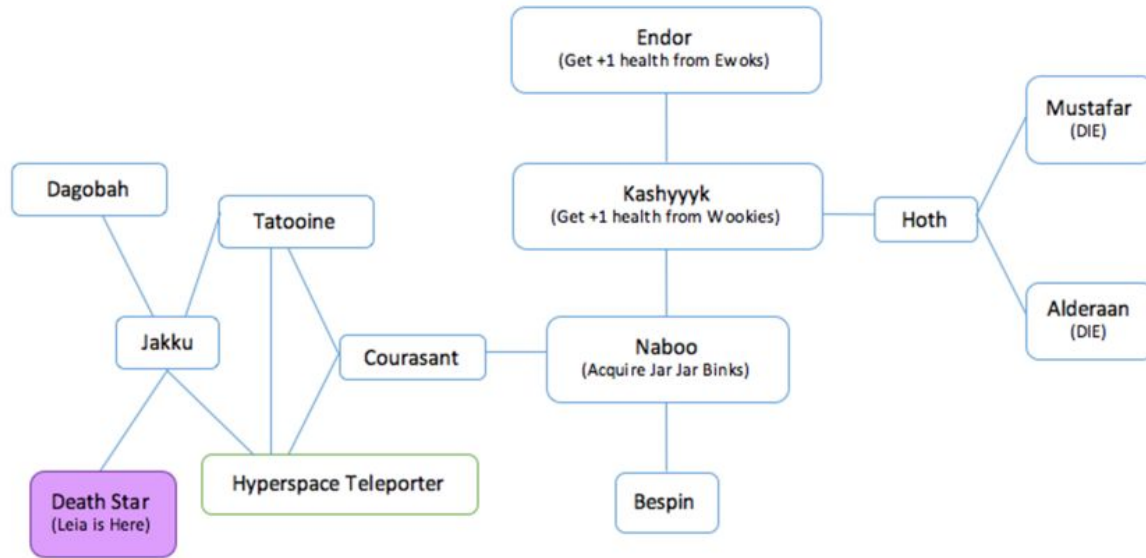 Endor
(Get +1 health from Ewoks)
Mustafar
(DIE)
Dagobah
Kashyyyk
(Get +1 health from Wookies)
Tatooine
Hoth
Alderaan
(DIE)
Jakku
Courasant
Naboo
(Acquire Jar Jar Binks)
Hyperspace Teleporter
Death Star
(Leia is Here)
Bespin